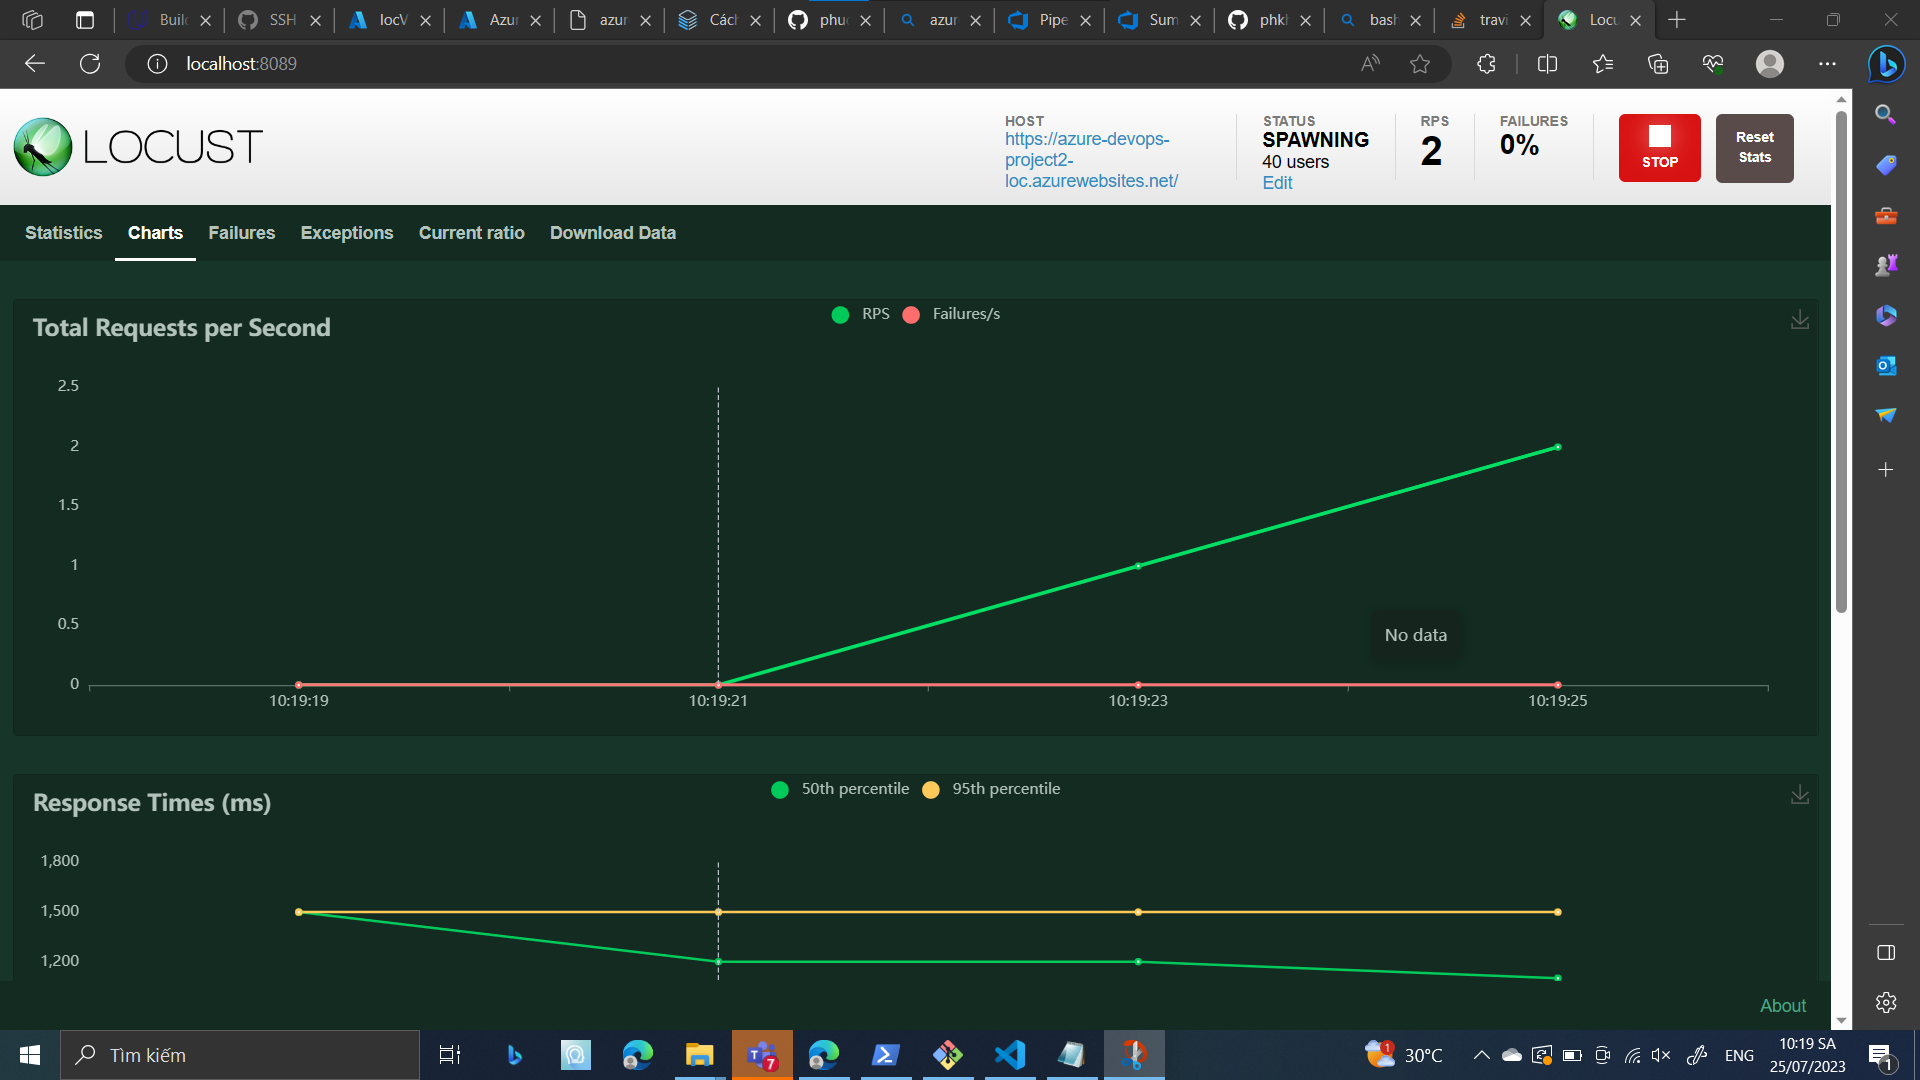 Build
SSH
locV
Azur
azur
Các
phuc
azur
Pipe
Sum
phkl
bash
travi
Locu
localhost:8089
LOCUST
HOST
https://azure-devops-
project2-
loc.azurewebsites.net/
STATUS
SPAWNING
40 users
Edit
RPS
2
FAILURES
0%
STOP
Reset
Stats
Statistics
Charts
Failures
Exceptions
Current ratio
Download Data
Total Requests per Second
RPS
Failures/s
2.5
2
1.5
1
0.5
0
No data
10:19:19
10:19:21
10:19:23
10:19:25
Response Times (ms)
50th percentile
95th percentile
1,800
1,500
1,200
About
Tìm kiếm
7
1
30°C
ENG
10:19 SA
25/07/2023
1